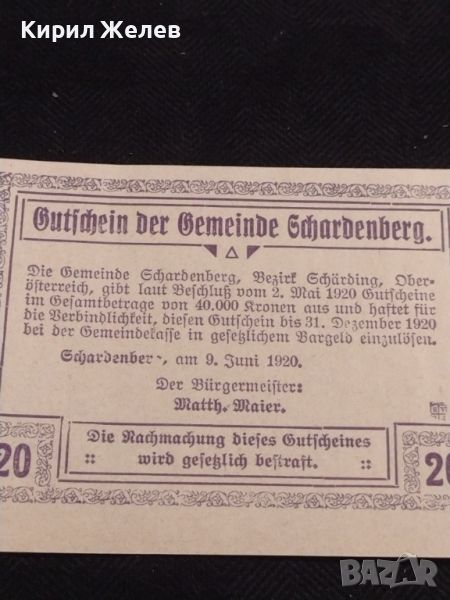 Кирил Желев
Gutschein der Gemeinde Schardenberg.
Die Gemeinde Schardenberg, Bezirk Schärding, Ober-
österreich, gibt laut Beschluß vom 2. Mai 1920 Gutscheine
im Gesamtbetrage von 40.000 Kronen aus und haftet für
die Verbindlichkeit, diesen Gutschein bis 31. Dezember 1920
bei der Gemeindekasse in gesetzlichem Bargeld einzulösen.
Schardenber, am 9. Juni 1920.
Der Bürgermeister:
Matth. Maier.
20
Die Nachmachung dieses Gutscheines
wird gesetzlich bestraft.
20
BAZAR